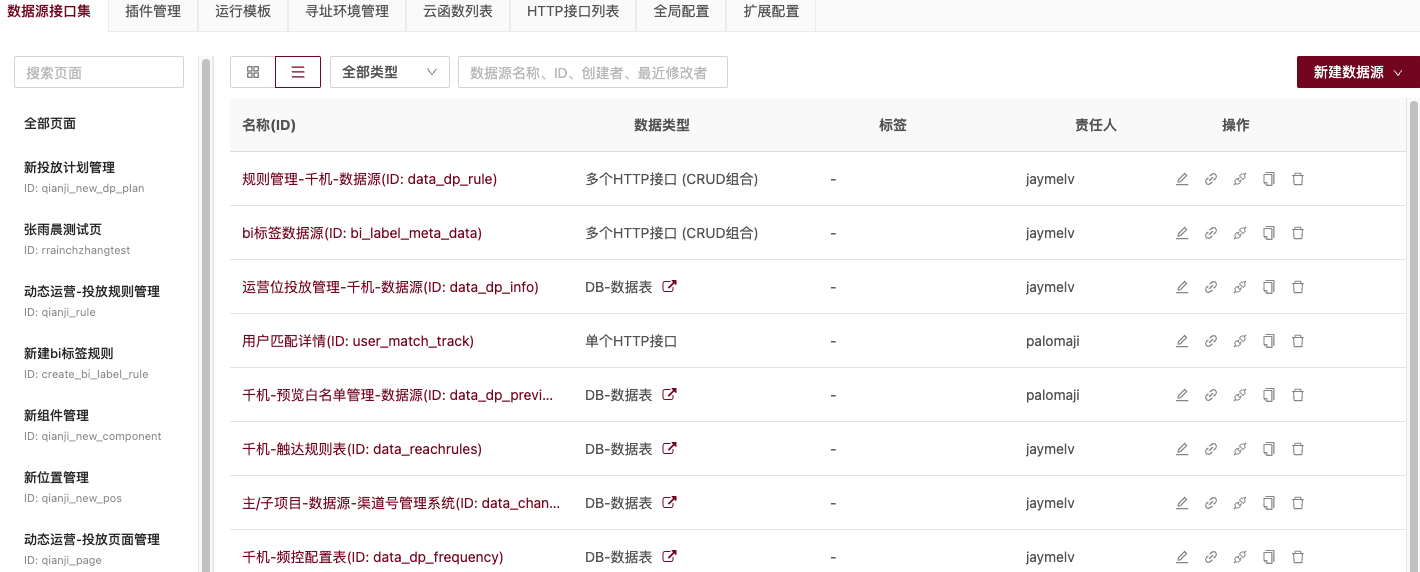 数据源接口集 插件管理 运行模板 寻址环境管理 云函数列表 HTTP接口列表 全局配置 扩展配置
搜索页面
全部页面
新投放计划管理
ID: qianji_new_dp_plan
张雨晨测试页
ID: rrainchzhangtest
动态运营-投放规则管理
ID: qianji_rule
新建bi标签规则
ID: create_bi_label_rule
新组件管理
ID: qianji_new_component
新位置管理
ID: qianji_new_pos
动态运营-投放页面管理
ID: qianji_page
全部类型 数据源名称、ID、创建者、最近修改者 新建数据源
名称(ID) 数据类型 标签 责任人 操作
规则管理-千机-数据源(ID: data_dp_rule) 多个HTTP接口 (CRUD组合) - jaymelv
bi标签数据源(ID: bi_label_meta_data) 多个HTTP接口 (CRUD组合) - jaymelv
运营位投放管理-千机-数据源(ID: data_dp_info) DB-数据表 - jaymelv
用户匹配详情(ID: user_match_track) 单个HTTP接口 - palomaji
千机-预览白名单管理-数据源(ID: data_dp_previ... DB-数据表 - palomaji
千机-触达规则表(ID: data_reachrules) DB-数据表 - jaymelv
主/子项目-数据源-渠道号管理系统(ID: data_chan... DB-数据表 - jaymelv
千机-频控配置表(ID: data_dp_frequency) DB-数据表 - jaymelv